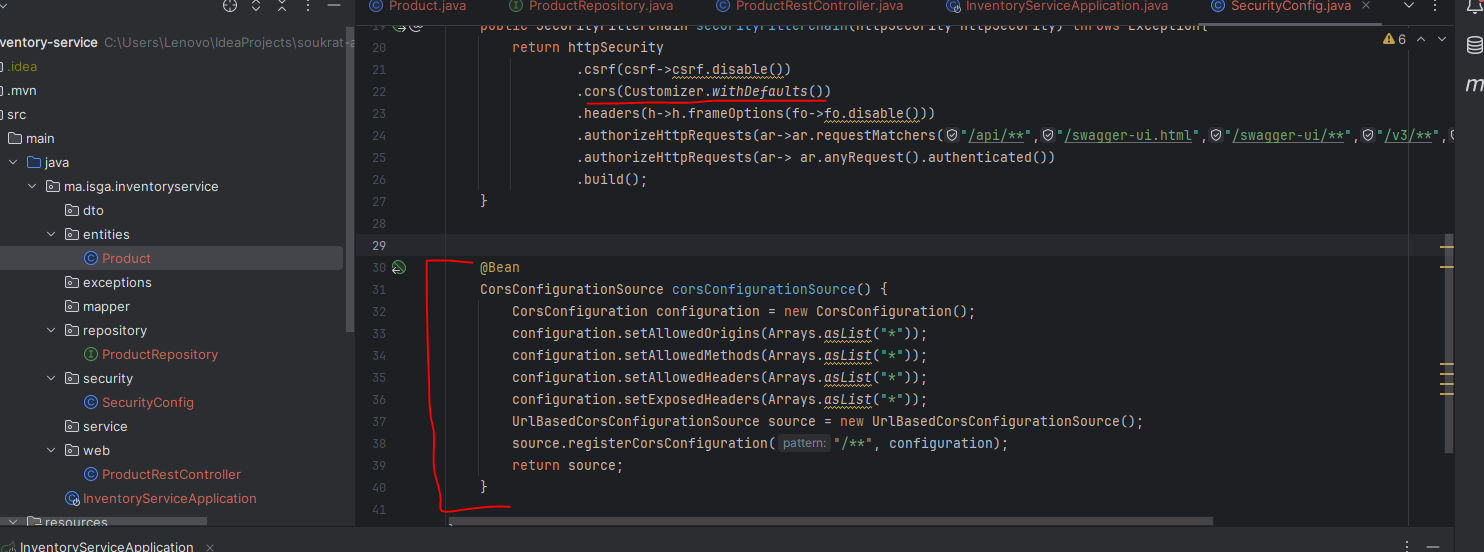 Product.java
ProductRepository.java
ProductRestController.java
InventoryServiceApplication.java
SecurityConfig.java
ventory-service C:\Users\Lenovo\IdeaProjects\soukrat-a
.idea
.mvn
src
main
java
ma.isga.inventoryservice
dto
entities
Product
exceptions
mapper
repository
ProductRepository
security
SecurityConfig
service
web
ProductRestController
InventoryServiceApplication
resources
6
19 public SecurityFilterChain securityFilterChain(HttpSecurity httpSecurity) throws Exception{
20 return httpSecurity
21 .csrf(csrf->csrf.disable())
22 .cors(Customizer.withDefaults())
23 .headers(h->h.frameOptions(fo->fo.disable()))
24 .authorizeHttpRequests(ar->ar.requestMatchers("/api/**","/swagger-ui.html","/swagger-ui/**","/v3/**",
25 .authorizeHttpRequests(ar-> ar.anyRequest().authenticated())
26 .build();
27 }
28
29
30 @Bean
31 CorsConfigurationSource corsConfigurationSource() {
32 CorsConfiguration configuration = new CorsConfiguration();
33 configuration.setAllowedOrigins(Arrays.asList("*"));
34 configuration.setAllowedMethods(Arrays.asList("*"));
35 configuration.setAllowedHeaders(Arrays.asList("*"));
36 configuration.setExposedHeaders(Arrays.asList("*"));
37 UrlBasedCorsConfigurationSource source = new UrlBasedCorsConfigurationSource();
38 source.registerCorsConfiguration( pattern: "/**", configuration);
39 return source;
40 }
41
InventoryServiceApplication